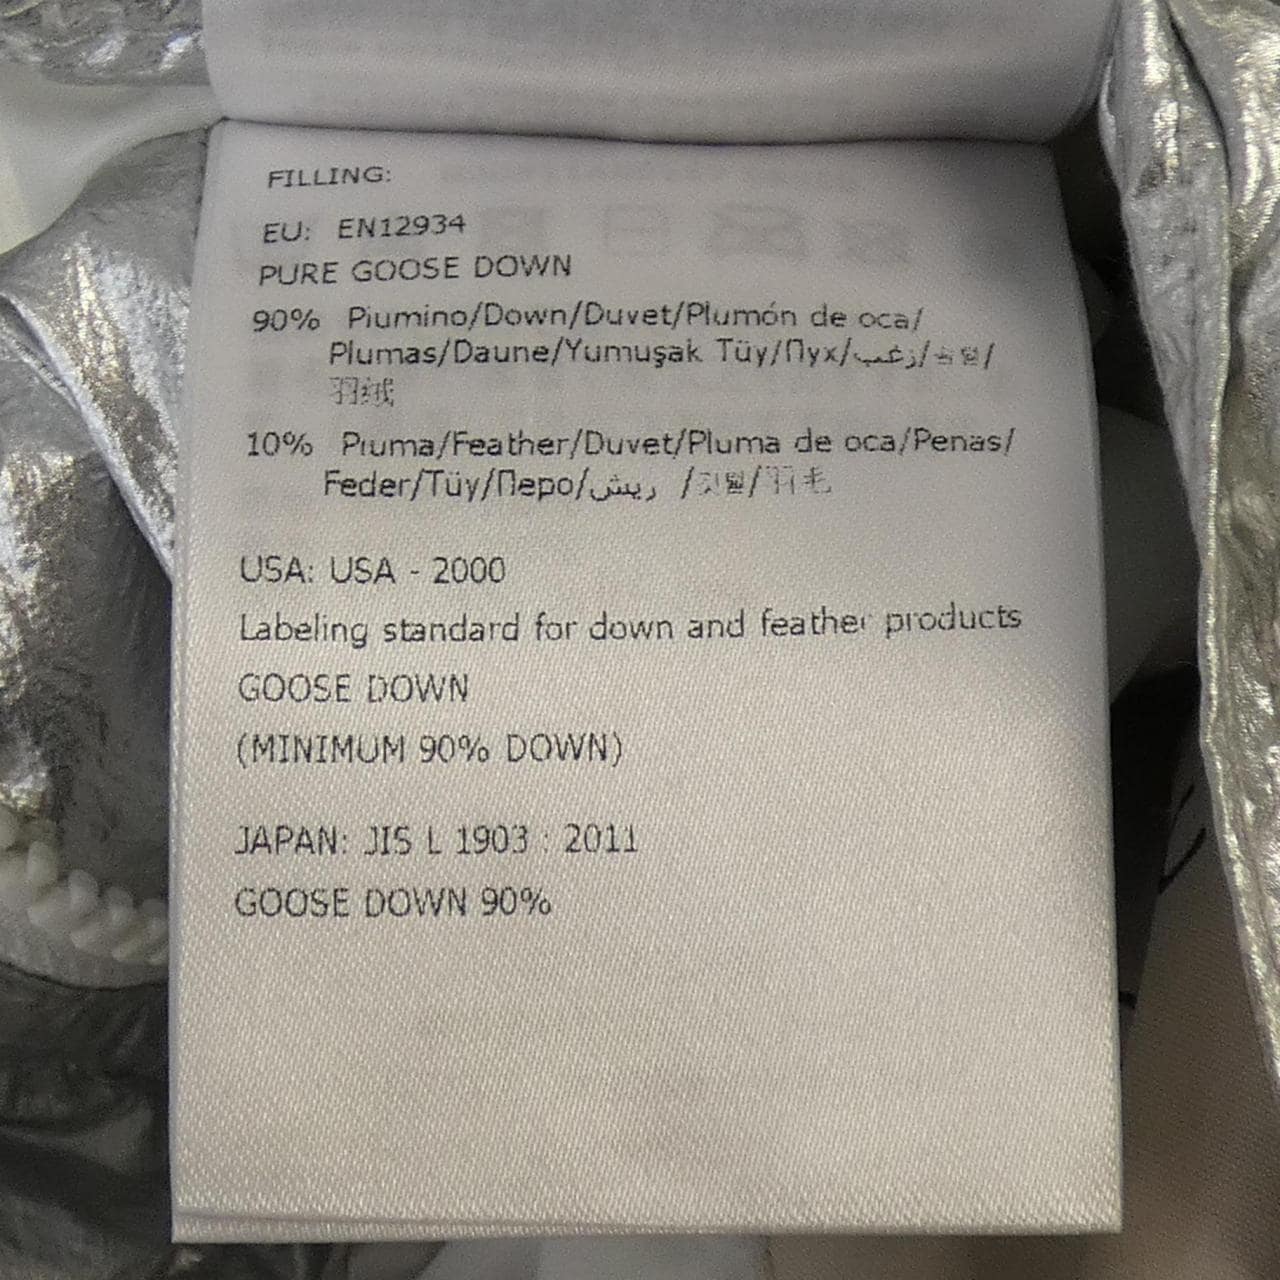 FILLING:
EU: EN12934
PURE GOOSE DOWN
90% Piumino/Down/Duvet/Plumón de oca/
Plumas/Daune/Yumuşak Tüy/Пух/زغب/솜털/
羽绒
10% Piuma/Feather/Duvet/Pluma de oca/Penas/
Feder/Tüy/Перо/ريش /깃털/羽毛
USA: USA - 2000
Labeling standard for down and feather products
GOOSE DOWN
(MINIMUM 90% DOWN)
JAPAN: JIS L 1903 : 2011
GOOSE DOWN 90%